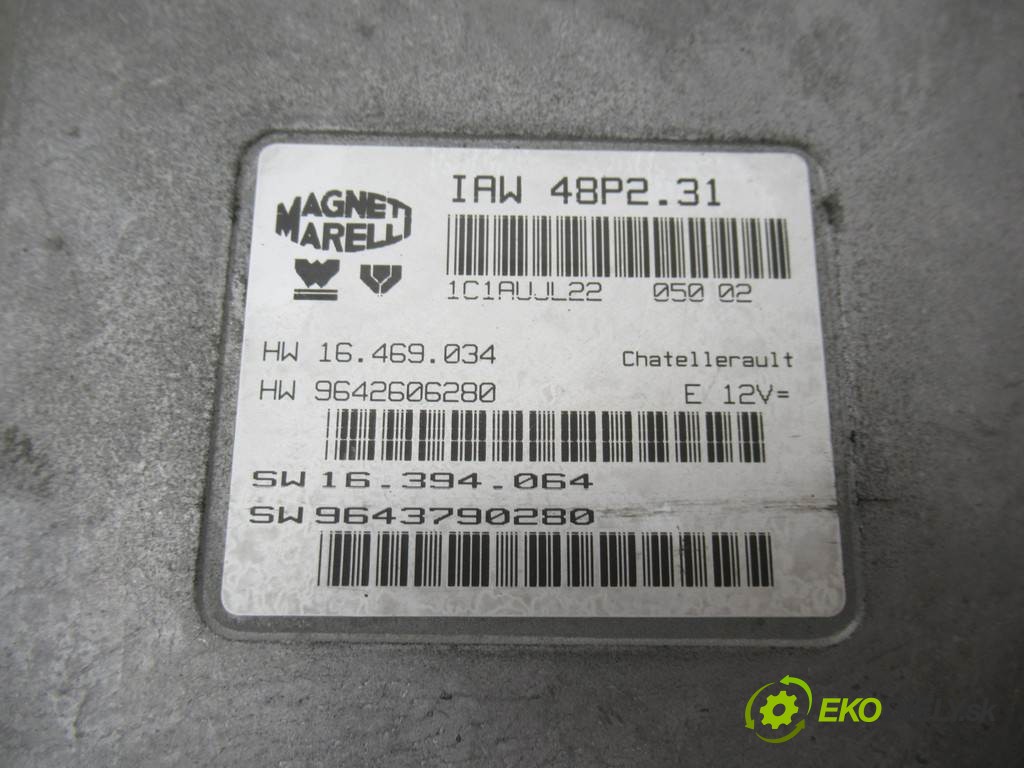 MAGNETI MARELLI
IAW 48P2.31
1C1AUJL22 050 02
HW 16.469.034 Chatellerault
HW 9642606280 E 12V=
SW 16.394.064
SW 9643790280
EKO